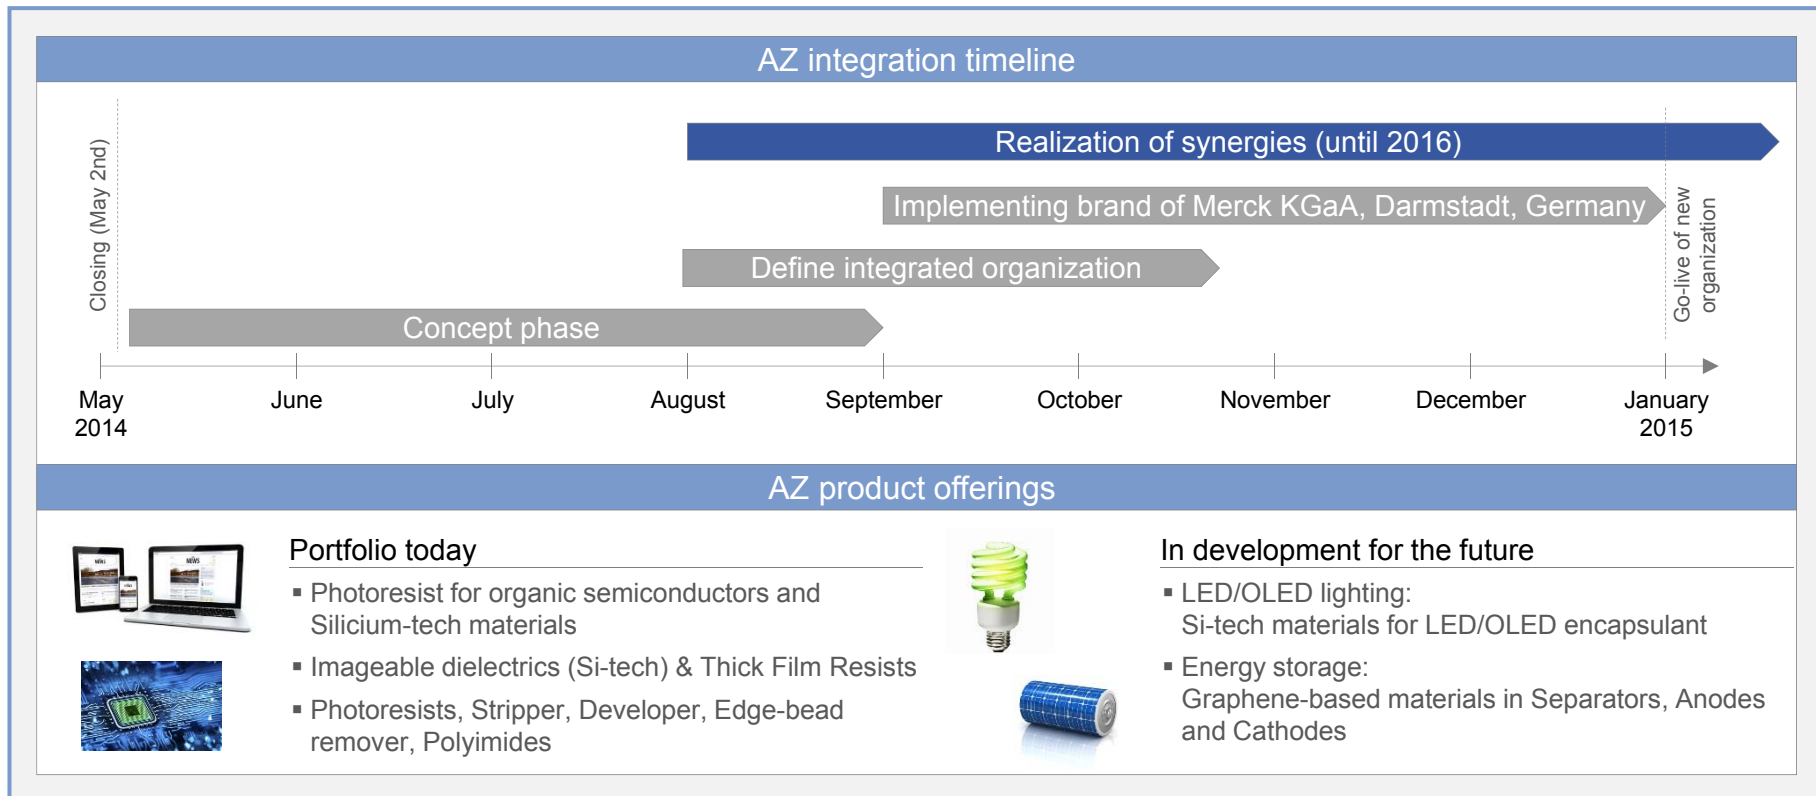 AZ integration timeline
Closing (May 2nd)
Realization of synergies (until 2016)
Implementing brand of Merck KGaA, Darmstadt, Germany
Define integrated organization
Concept phase
Go-live of new
organization
May
2014
June
July
August
September
October
November
December
January
2015
AZ product offerings
NEWS
NEWS
Portfolio today
▪ Photoresist for organic semiconductors and
Silicium-tech materials
▪ Imageable dielectrics (Si-tech) & Thick Film Resists
▪ Photoresists, Stripper, Developer, Edge-bead
remover, Polyimides
In development for the future
▪ LED/OLED lighting:
Si-tech materials for LED/OLED encapsulant
▪ Energy storage:
Graphene-based materials in Separators, Anodes
and Cathodes